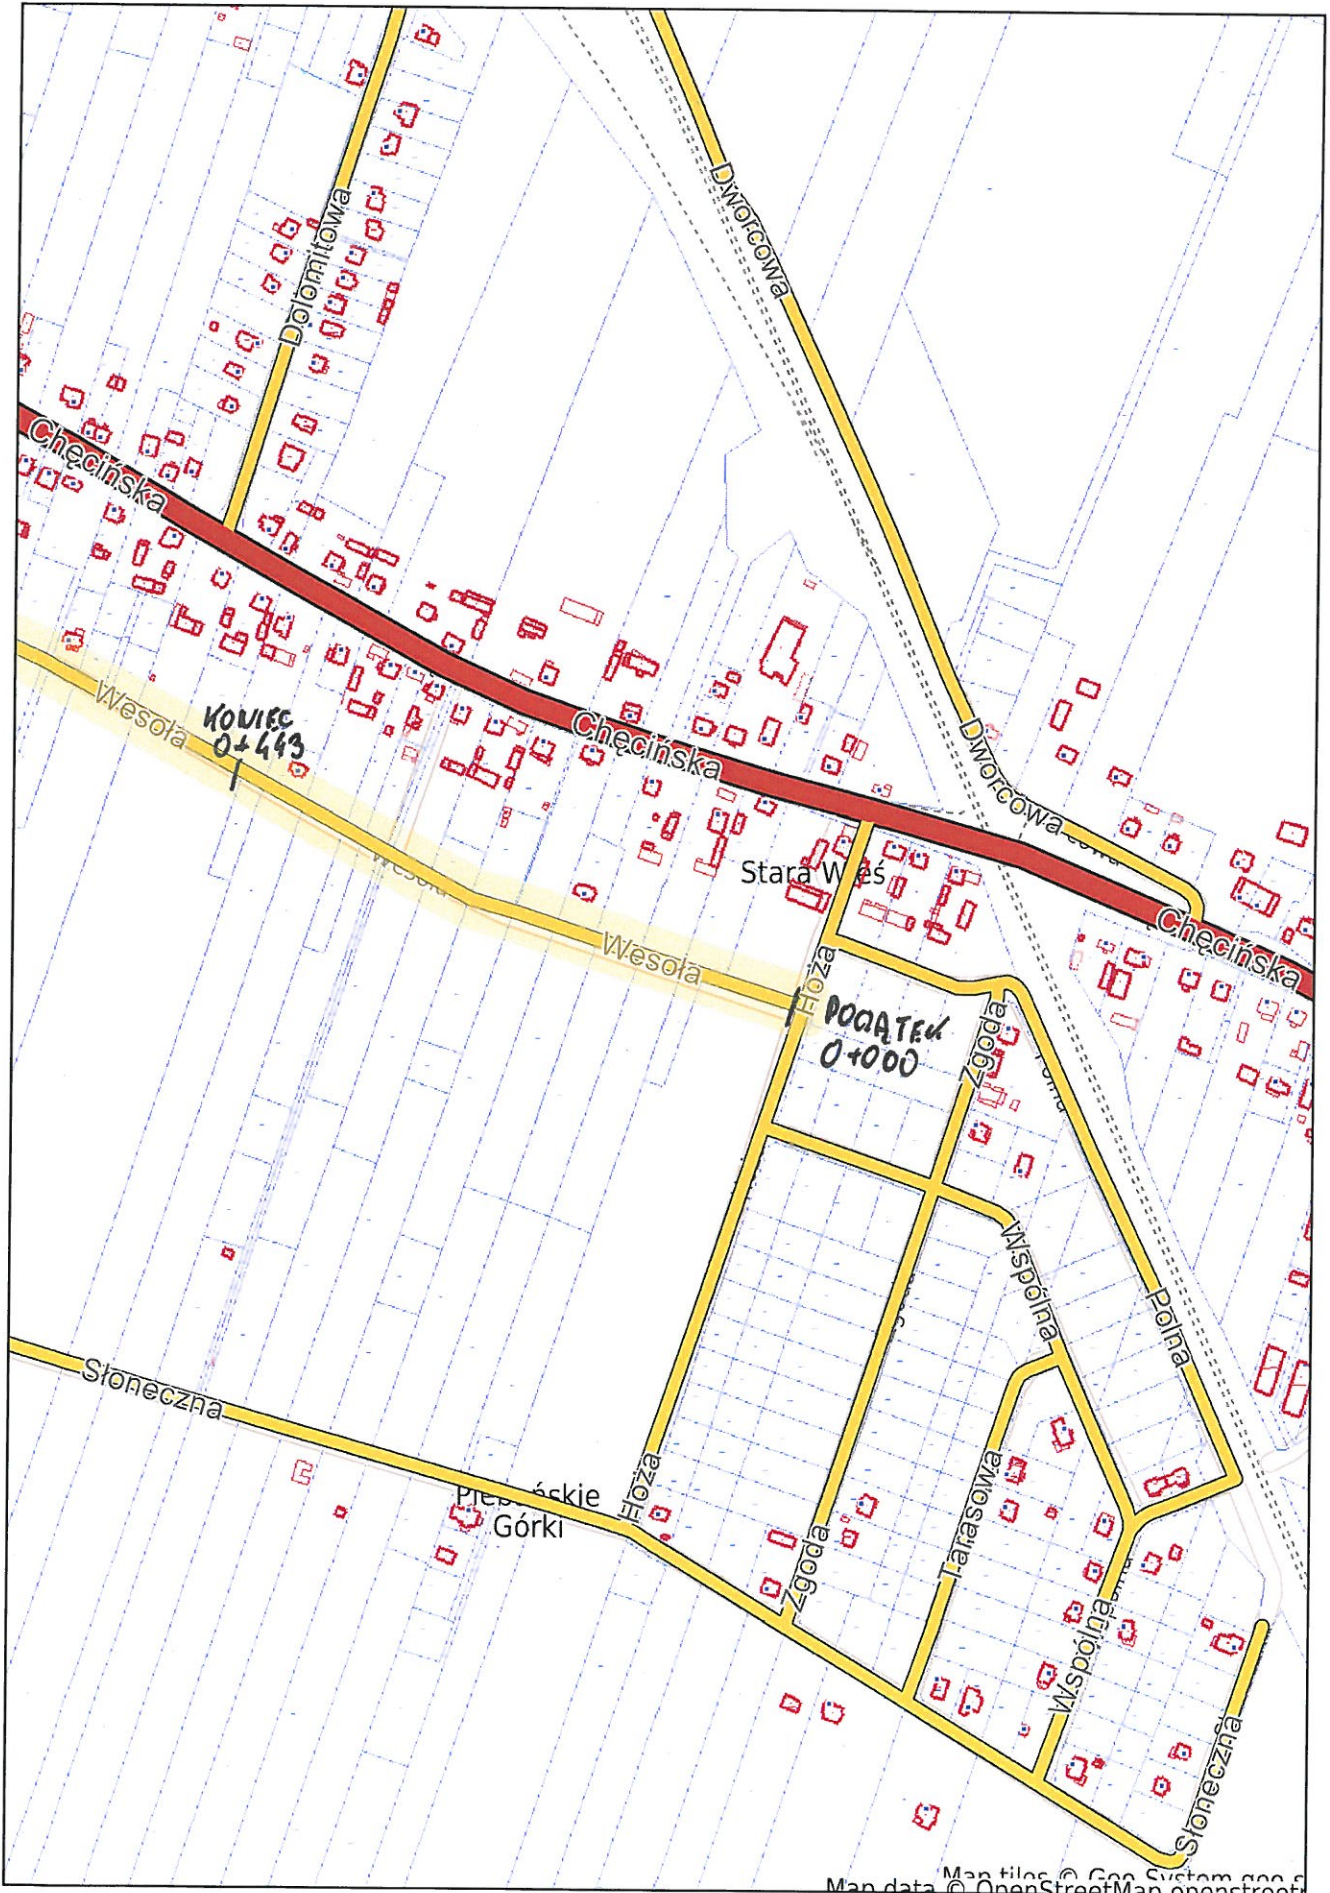 Dolomitowa
Dworcowa
Chęcińska
Wesoła
KONIEC
0+443
Chęcińska
Dworcowa
Stara Wieś
Chęcińska
Wesoła
Hoża
POCZĄTEK
0+000
Zgoda
Wspólna
Polna
Słoneczna
Plebańskie
Górki
Hoża
Zgoda
Tarasowa
Wspólna
Słoneczna
Map tiles © Geo-System
Map data © OpenStreetMap